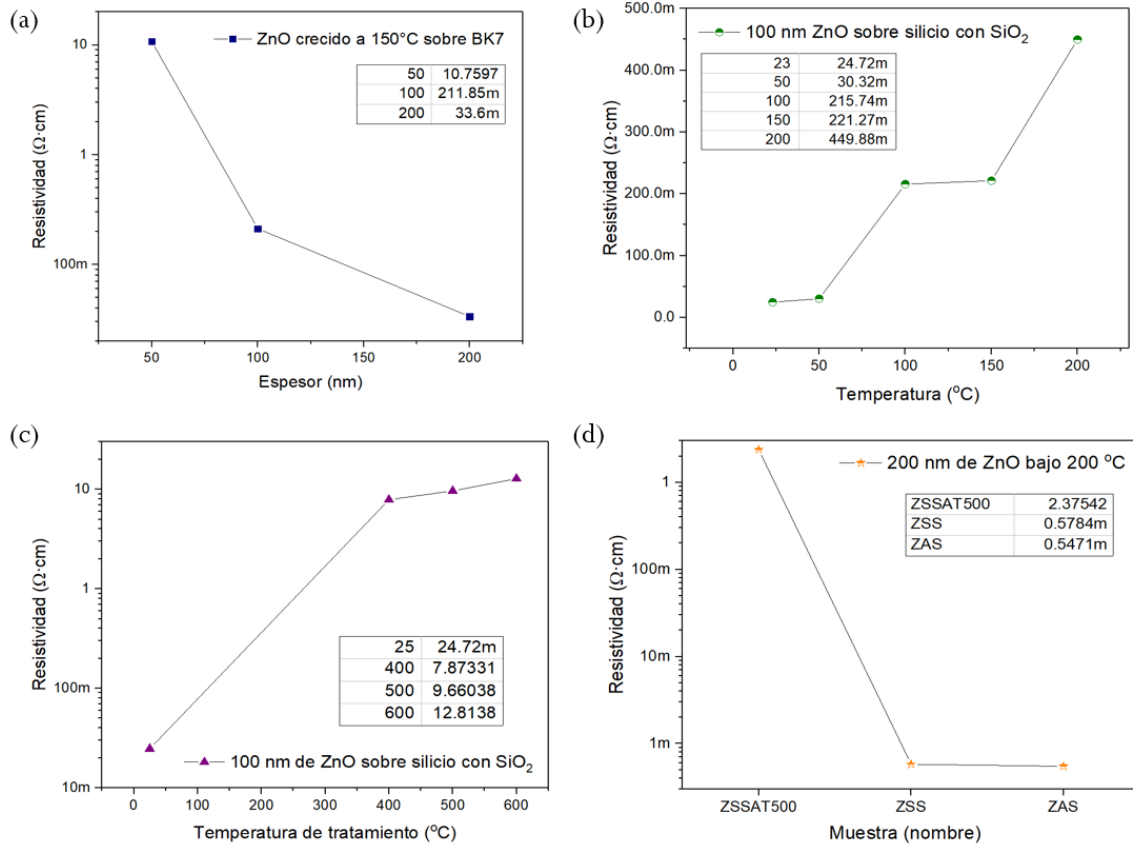 (a)
ZnO crecido a 150°C sobre BK7
50 10.7597
100 211.85m
200 33.6m
10
1
100m
Resistividad (Ω·cm)
50 100 150 200
Espesor (nm)
(b)
100 nm ZnO sobre silicio con SiO₂
23 24.72m
50 30.32m
100 215.74m
150 221.27m
200 449.88m
500.0m
450.0m
400.0m
300.0m
200.0m
100.0m
0.0
Resistividad (Ω·cm)
0 50 100 150 200
Temperatura (°C)
(c)
10
1
100m
10m
Resistividad (Ω·cm)
25 24.72m
400 7.87331
500 9.66038
600 12.8138
100 nm de ZnO sobre silicio con SiO₂
0 100 200 300 400 500 600
Temperatura de tratamiento (°C)
(d)
200 nm de ZnO bajo 200 °C
ZSSAT500 2.37542
ZSS 0.5784m
ZAS 0.5471m
1
100m
10m
1m
Resistividad (Ω·cm)
ZSSAT500 ZSS ZAS
Muestra (nombre)